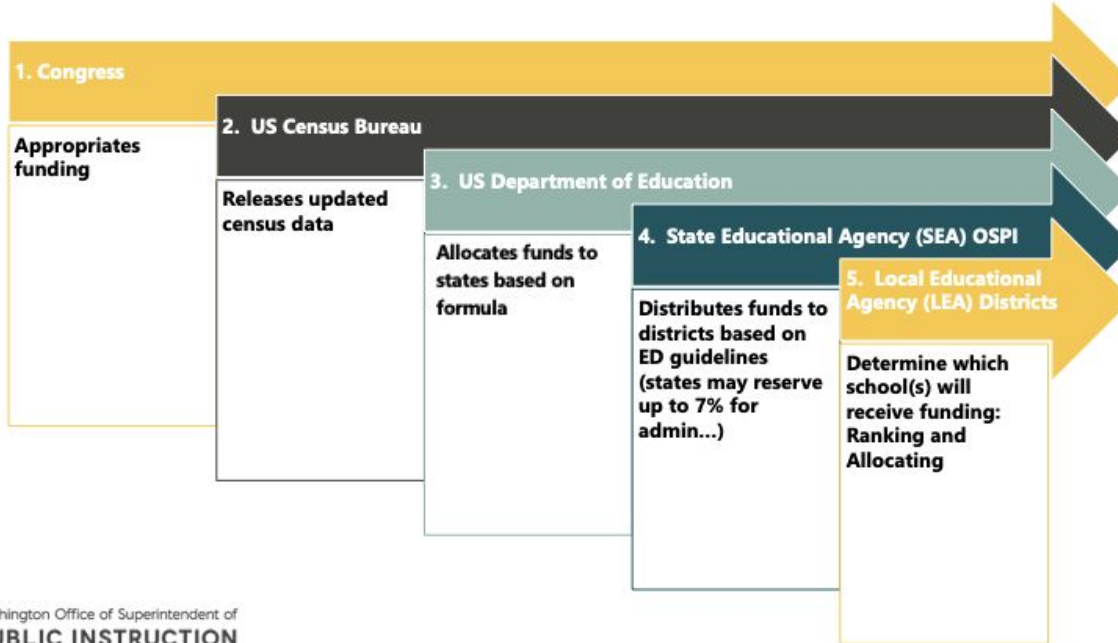 1. Congress
Appropriates
funding
2. US Census Bureau
Releases updated
census data
3. US Department of Education
Allocates funds to
states based on
formula
4. State Educational Agency (SEA) OSPI
Distributes funds to
districts based on
ED guidelines
(states may reserve
up to 7% for
admin...)
5. Local Educational
Agency (LEA) Districts
Determine which
school(s) will
receive funding:
Ranking and
Allocating
hington Office of Superintendent of
UBLIC INSTRUCTION